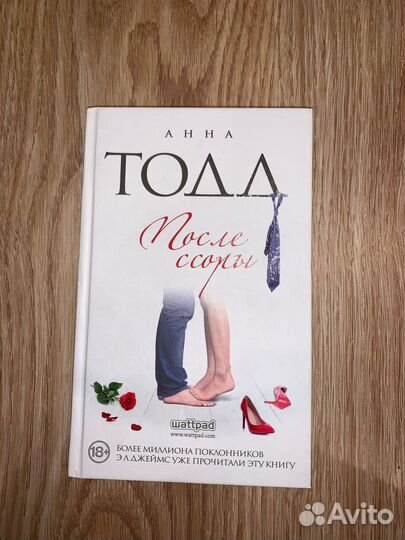 АННА
ТОДД
После
ссоры
wattpad
www.wattpad.com
18+
БОЛЕЕ МИЛЛИОНА ПОКЛОННИКОВ
Э Л ДЖЕЙМС УЖЕ ПРОЧИТАЛИ ЭТУ КНИГУ
Avito